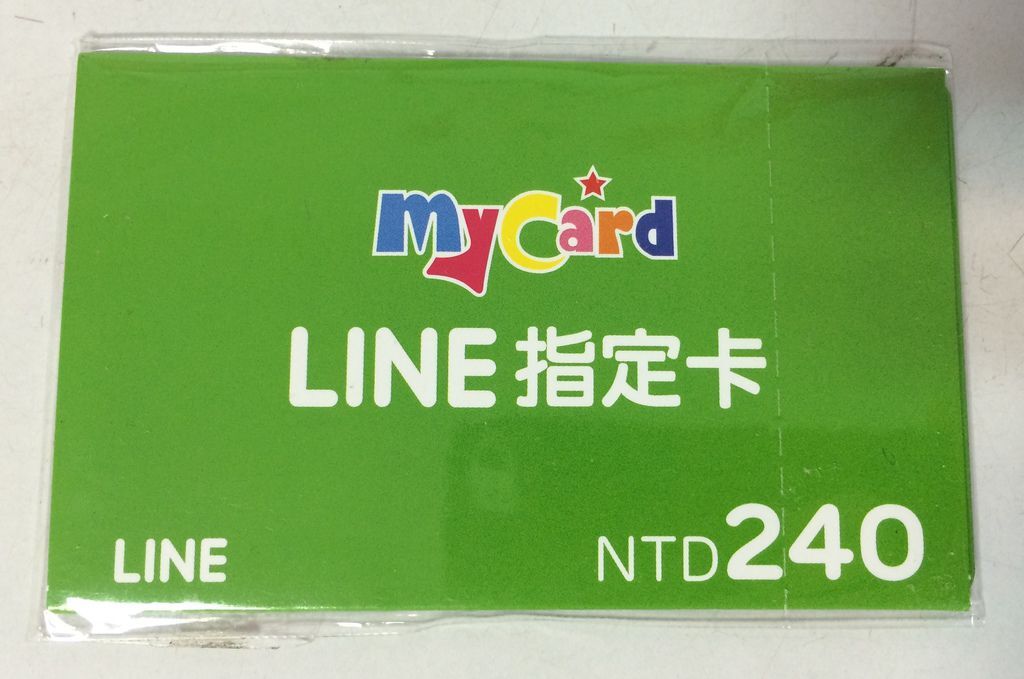 myCard
LINE 指定卡
LINE
NTD240